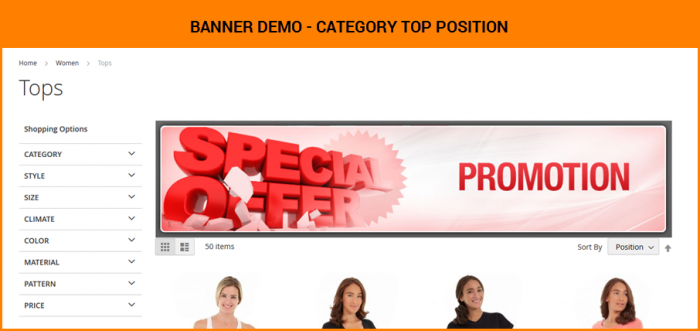 BANNER DEMO - CATEGORY TOP POSITION
Home > Women > Tops
Tops
Shopping Options
CATEGORY
STYLE
SIZE
CLIMATE
COLOR
MATERIAL
PATTERN
PRICE
SPECIAL
OFFER
PROMOTION
50 items
Sort By Position